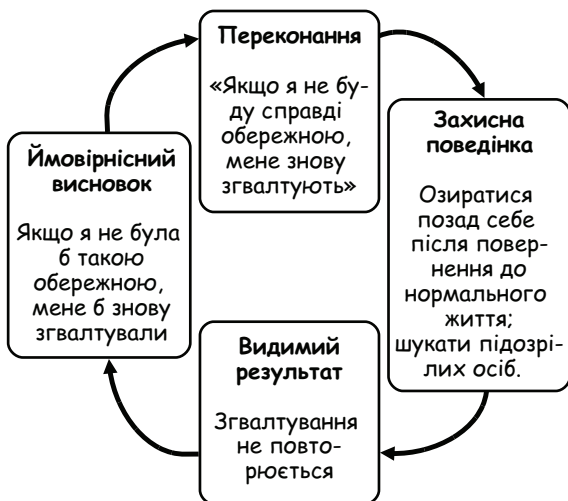 Переконання
«Якщо я не бу-
ду справді
обережною,
мене знову
згвалтують»
Захисна
поведінка
Озиратися
позад себе
після повер-
нення до
нормального
життя;
шукати підозрі-
лих осіб.
Видимий
результат
Згвалтування
не повто-
рюється
Ймовірнісний
висновок
Якщо я не була
б такою
обережною,
мене б знову
згвалтували